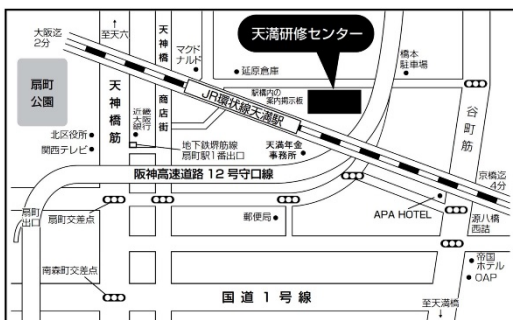 大阪迄
2分
↑
至天六
天神橋
商店街
マクド
ナルド
延原倉庫
天満研修センター
橋本
駐車場
扇町
公園
天神橋筋
駅構内の
案内掲示板
JR環状線天満駅
谷町筋
近畿
大阪
銀行
北区役所
関西テレビ
地下鉄堺筋線
扇町駅1番出口
天満年金
事務所
阪神高速道路12号守口線
京橋迄
4分
扇町
出口
扇町交差点
郵便局
APA HOTEL
源八橋
西詰
南森町交差点
帝国
ホテル
OAP
国道1号線
至天満橋
↓